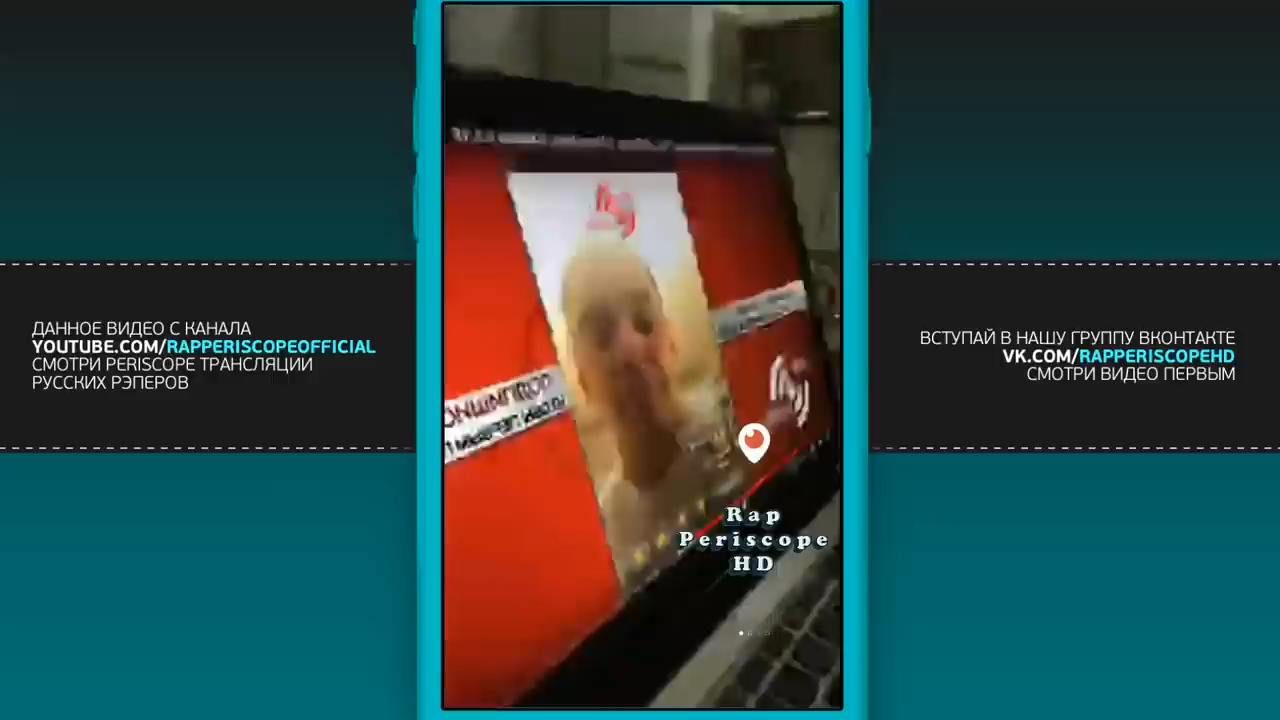 ДАННОЕ ВИДЕО С КАНАЛА
YOUTUBE.COM/RAPPERISCOPEOFFICIAL
СМОТРИ PERISCOPE ТРАНСЛЯЦИИ
РУССКИХ РЭПЕРОВ
ВСТУПАЙ В НАШУ ГРУППУ ВКОНТАКТЕ
VK.COM/RAPPERISCOPEHD
СМОТРИ ВИДЕО ПЕРВЫМ
Rap
Periscope
HD